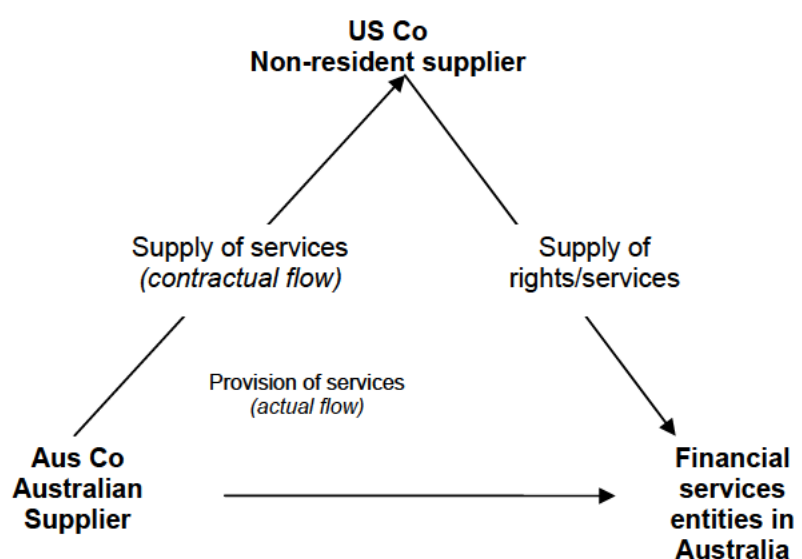 US Co
Non-resident supplier
Supply of services
(contractual flow)
Supply of
rights/services
Provision of services
(actual flow)
Aus Co
Australian
Supplier
Financial
services
entities in
Australia